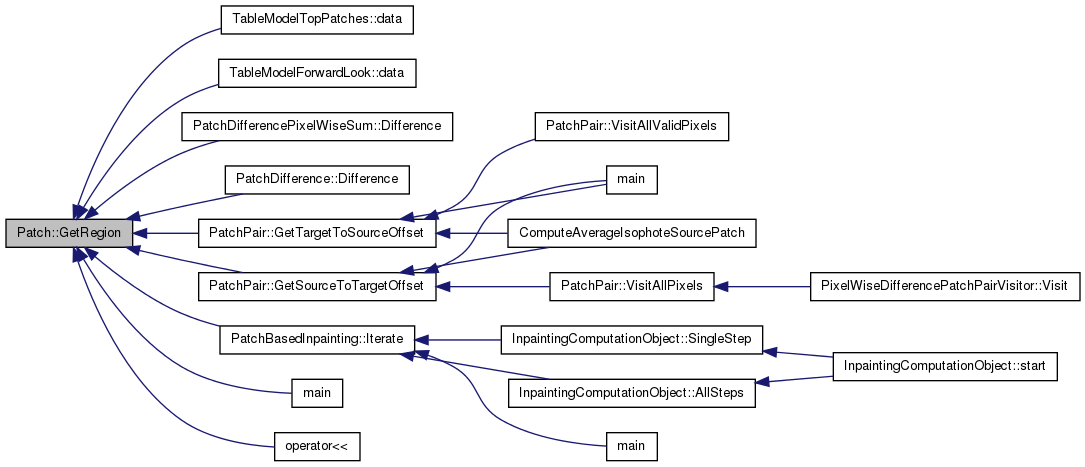 TableModelTopPatches::data
TableModelForwardLook::data
PatchDifferencePixelWiseSum::Difference
PatchPair::VisitAllValidPixels
PatchDifference::Difference
main
Patch::GetRegion
PatchPair::GetTargetToSourceOffset
ComputeAverageIsophoteSourcePatch
PatchPair::GetSourceToTargetOffset
PatchPair::VisitAllPixels
PixelWiseDifferencePatchPairVisitor::Visit
PatchBasedInpainting::Iterate
InpaintingComputationObject::SingleStep
InpaintingComputationObject::start
main
InpaintingComputationObject::AllSteps
operator<<
main